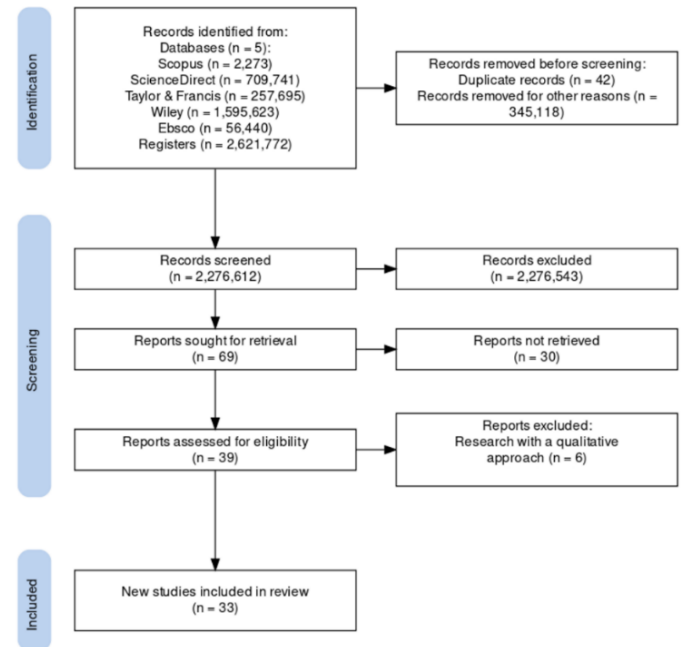 Identification
Records identified from:
Databases (n = 5):
Scopus (n = 2,273)
ScienceDirect (n = 709,741)
Taylor & Francis (n = 257,695)
Wiley (n = 1,595,623)
Ebsco (n = 56,440)
Registers (n = 2,621,772)
Records removed before screening:
Duplicate records (n = 42)
Records removed for other reasons (n =
345,118)
Screening
Records screened
(n = 2,276,612)
Records excluded
(n = 2,276,543)
Reports sought for retrieval
(n = 69)
Reports not retrieved
(n = 30)
Reports assessed for eligibility
(n = 39)
Reports excluded:
Research with a qualitative
approach (n = 6)
Included
New studies included in review
(n = 33)